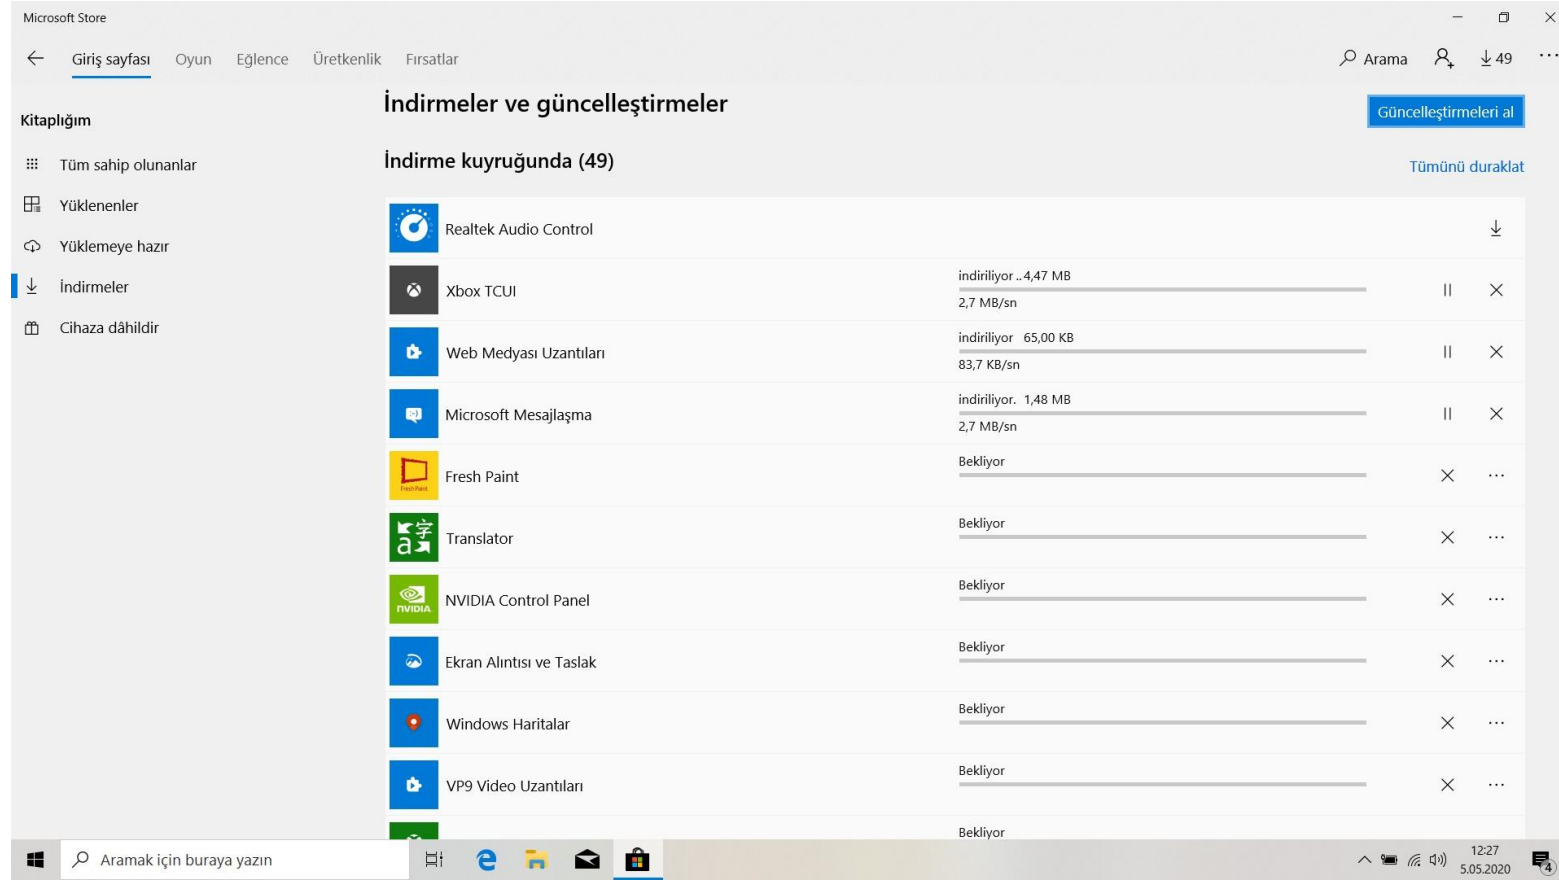 Microsoft Store
Giriş sayfası Oyun Eğlence Üretkenlik Fırsatlar
Arama 49
Kitaplığım
Tüm sahip olunanlar
Yüklenenler
Yüklemeye hazır
İndirmeler
Cihaza dâhildir
İndirmeler ve güncelleştirmeler
Güncelleştirmeleri al
İndirme kuyruğunda (49)
Tümünü duraklat
Realtek Audio Control
Xbox TCUI
indiriliyor .. 4,47 MB
2,7 MB/sn
Web Medyası Uzantıları
indiriliyor 65,00 KB
83,7 KB/sn
Microsoft Mesajlaşma
indiriliyor. 1,48 MB
2,7 MB/sn
Fresh Paint
Fresh Paint
Bekliyor
字
a
Translator
Bekliyor
NVIDIA
NVIDIA Control Panel
Bekliyor
Ekran Alıntısı ve Taslak
Bekliyor
Windows Haritalar
Bekliyor
VP9 Video Uzantıları
Bekliyor
Bekliyor
Aramak için buraya yazın
12:27
5.05.2020
4